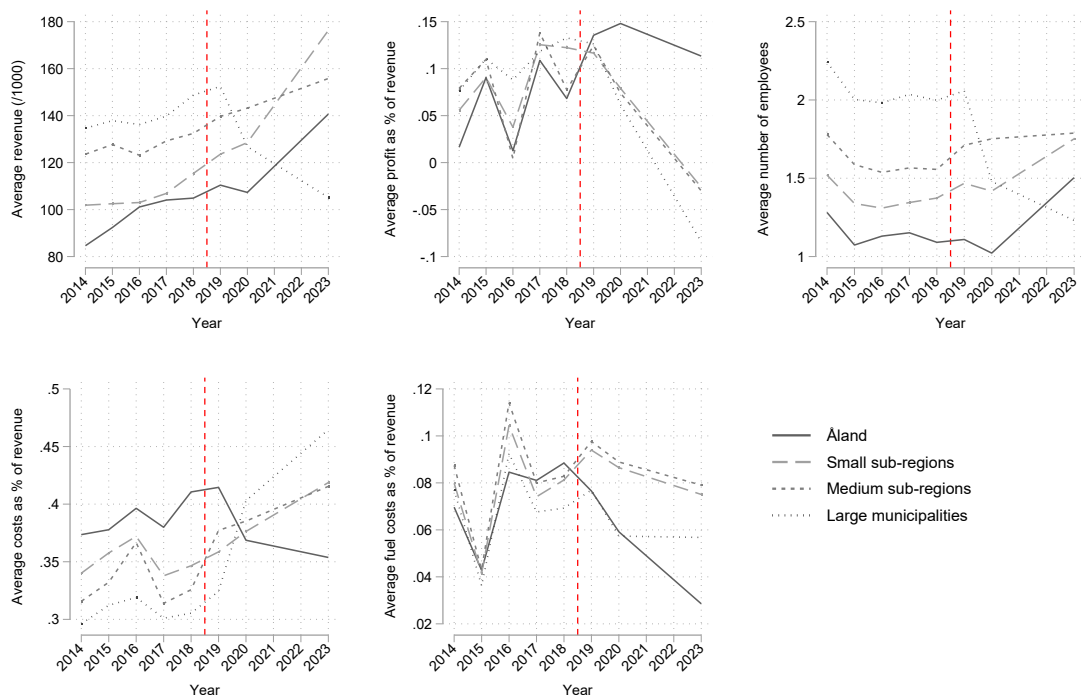 Average revenue (/1000)
180
160
140
120
100
80
2014 2015 2016 2017 2018 2019 2020 2021 2022 2023
Year
Average profit as % of revenue
.15
.1
.05
0
-.05
-.1
2014 2015 2016 2017 2018 2019 2020 2021 2022 2023
Year
Average number of employees
2.5
2
1.5
1
2014 2015 2016 2017 2018 2019 2020 2021 2022 2023
Year
Average costs as % of revenue
.5
.45
.4
.35
.3
2014 2015 2016 2017 2018 2019 2020 2021 2022 2023
Year
Average fuel costs as % of revenue
.12
.1
.08
.06
.04
.02
2014 2015 2016 2017 2018 2019 2020 2021 2022 2023
Year
Åland
Small sub-regions
Medium sub-regions
Large municipalities